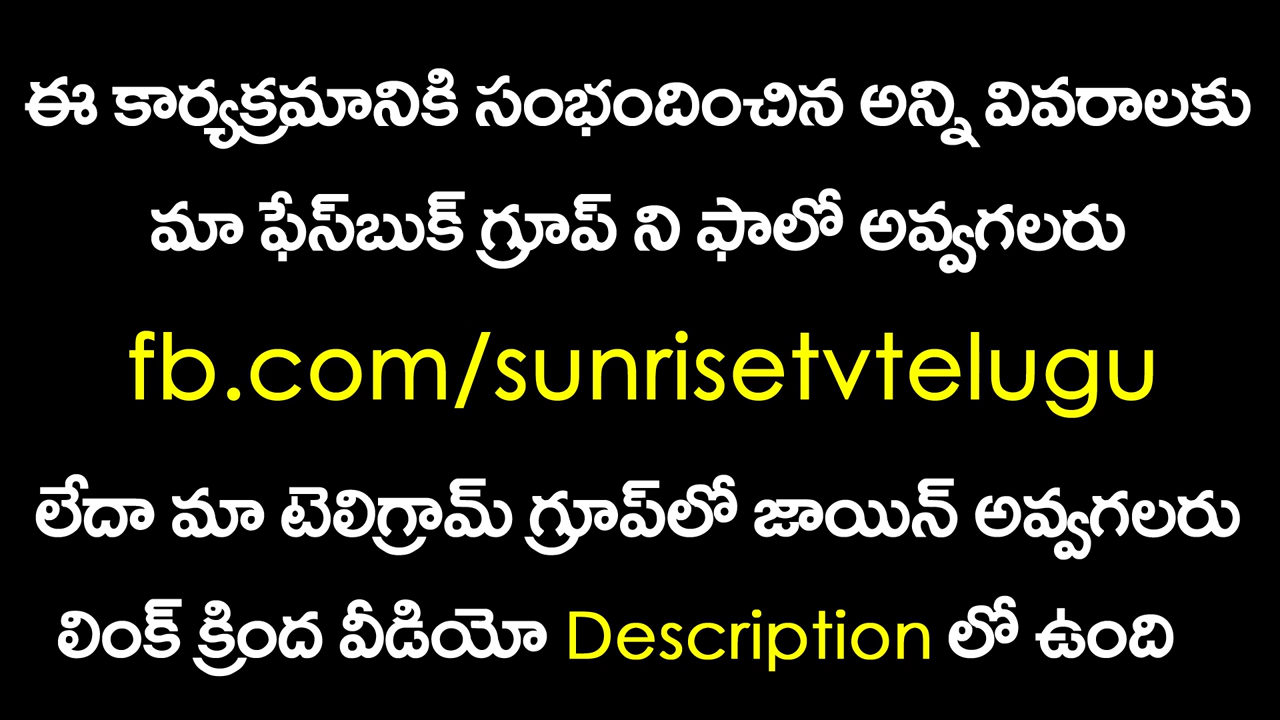 ఈ కార్యక్రమానికి సంభందించిన అన్ని వివరాలకు
మా ఫేస్‌బుక్ గ్రూప్ ని ఫాలో అవ్వగలరు
fb.com/sunrisetvtelugu
లేదా మా టెలిగ్రామ్ గ్రూప్‌లో జాయిన్ అవ్వగలరు
లింక్ క్రింద వీడియో Description లో ఉంది